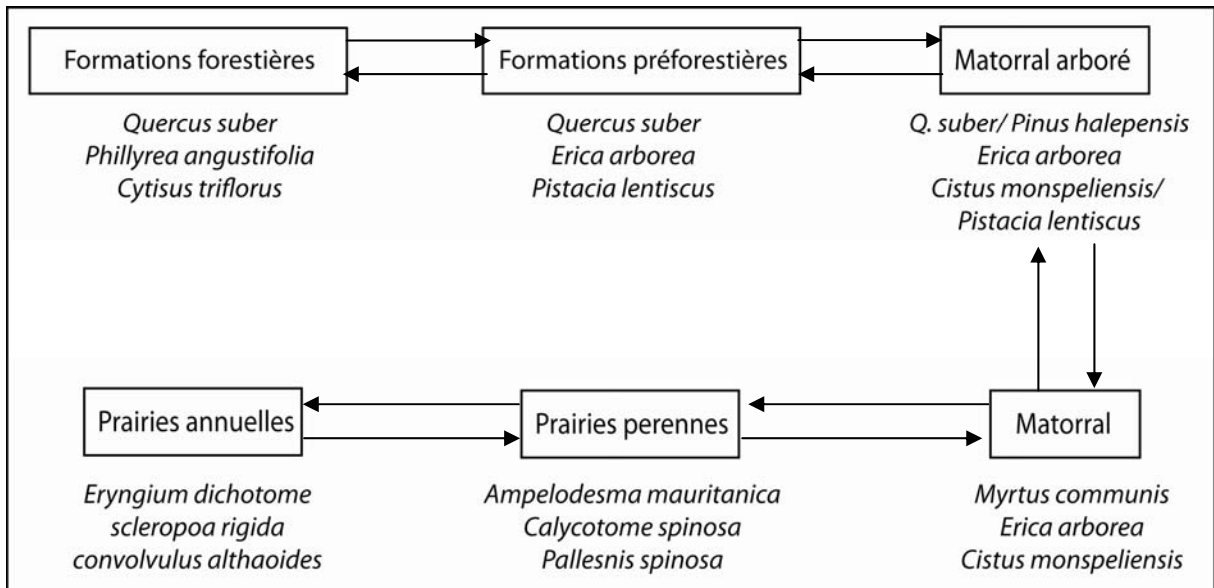 Formations forestières
Formations préforestières
Matorral arboré
Quercus suber
Phillyrea angustifolia
Cytisus triflorus
Quercus suber
Erica arborea
Pistacia lentiscus
Q. suber/ Pinus halepensis
Erica arborea
Cistus monspeliensis/
Pistacia lentiscus
Prairies annuelles
Prairies perennes
Matorral
Eryngium dichotome
scleropoa rigida
convolvulus althaoides
Ampelodesma mauritanica
Calycotome spinosa
Pallesnis spinosa
Myrtus communis
Erica arborea
Cistus monspeliensis